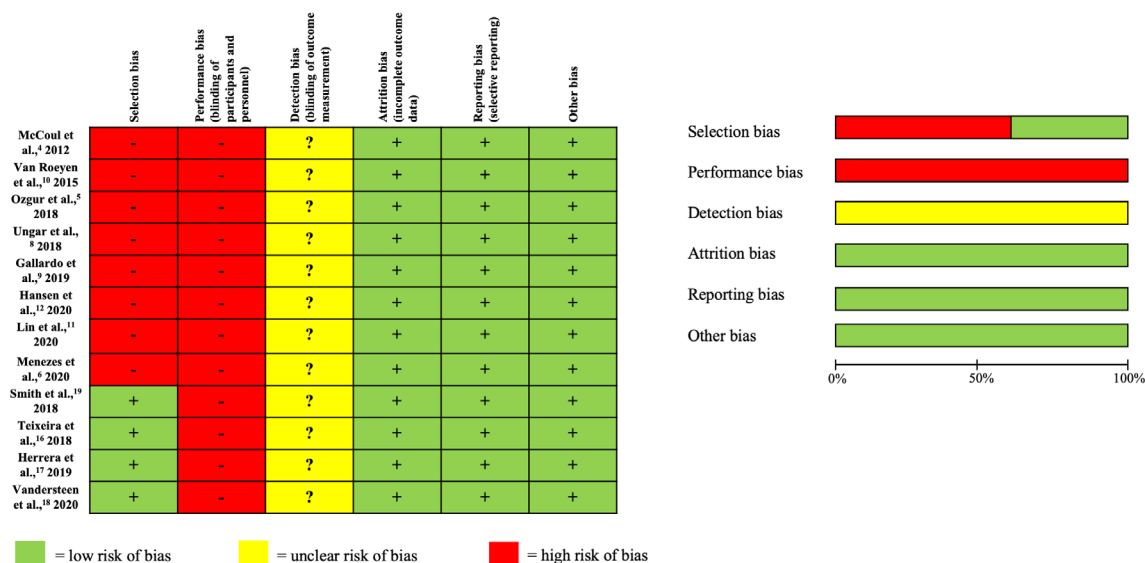 Selection bias
Performance bias
(blinding of
participants and
personnel)
Detection bias
(blinding of outcome
measurement)
Attrition bias
(incomplete outcome
data)
Reporting bias
(selective reporting)
Other bias
McCoul et
al.,4 2012
- - ? + + +
Van Roeyen
et al.,10 2015
- - ? + + +
Ozgur et al.,5
2018
- - ? + + +
Ungar et al.,
8 2018
- - ? + + +
Gallardo et
al.,9 2019
- - ? + + +
Hansen et
al.,12 2020
- - ? + + +
Lin et al.,11
2020
- - ? + + +
Menezes et
al.,6 2020
- - ? + + +
Smith et al.,19
2018
+ - ? + + +
Teixeira et
al.,16 2018
+ - ? + + +
Herrera et
al.,17 2019
+ - ? + + +
Vandersteen
et al.,18 2020
+ - ? + + +
= low risk of bias
= unclear risk of bias
= high risk of bias
Selection bias
Performance bias
Detection bias
Attrition bias
Reporting bias
Other bias
0% 50% 100%